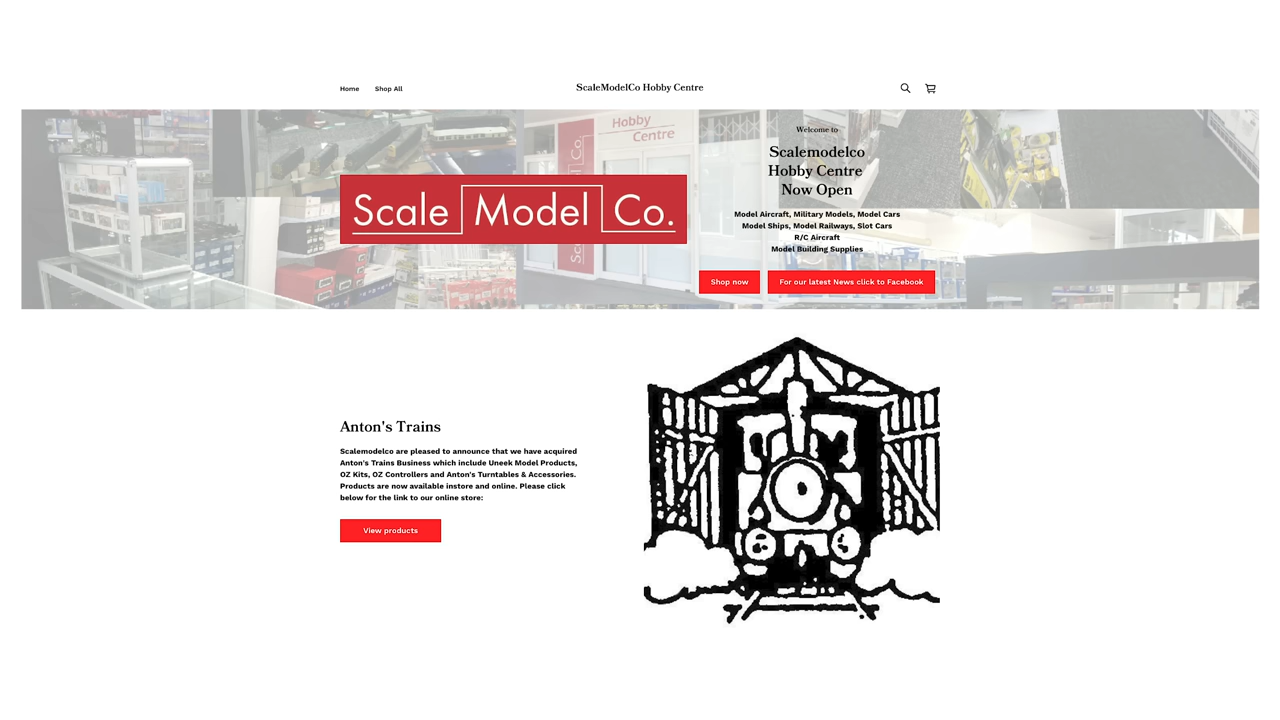 Home
Shop All
ScaleModelCo Hobby Centre
Hobby
Centre
Scale Model Co.
Welcome to
Scalemodelco
Hobby Centre
Now Open
Model Aircraft, Military Models, Model Cars
Model Ships, Model Railways, Slot Cars
R/C Aircraft
Model Building Supplies
Shop now
For our latest News click to Facebook
Anton's Trains
Scalemodelco are pleased to announce that we have acquired
Anton's Trains Business which include Uneek Model Products,
OZ Kits, OZ Controllers and Anton's Turntables & Accessories.
Products are now available instore and online. Please click
below for the link to our online store:
View products